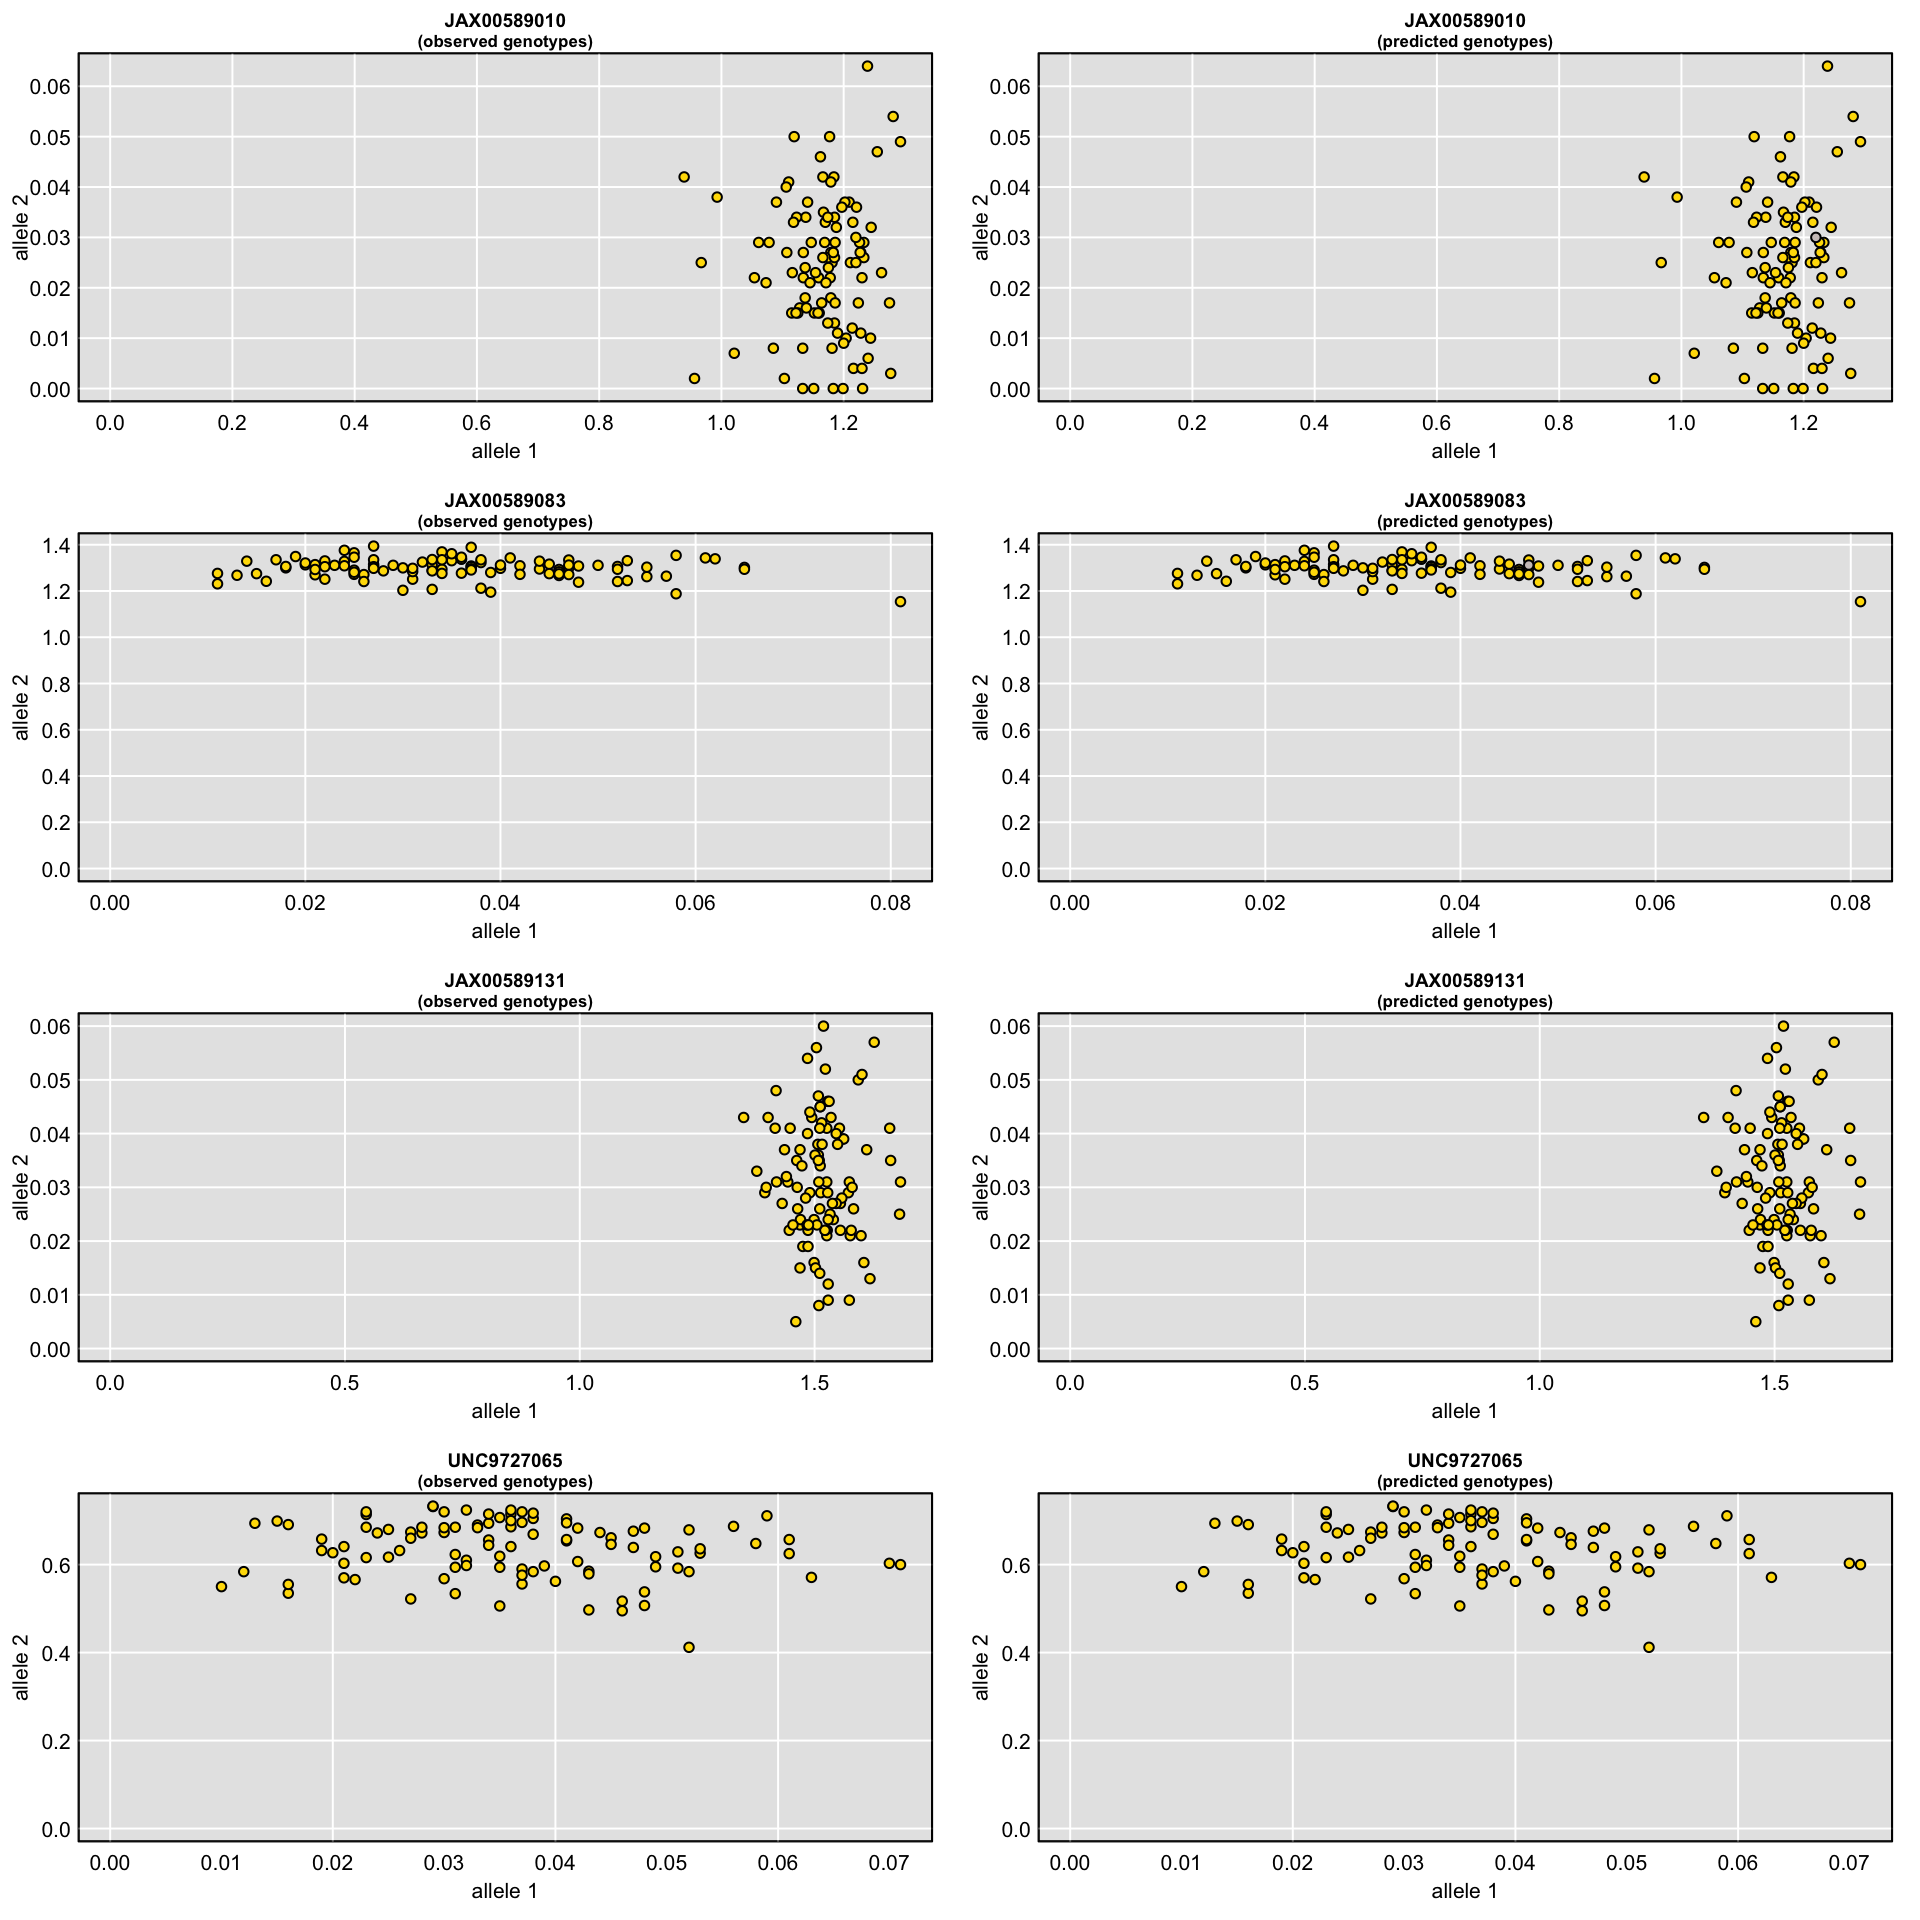 JAX00589010
(observed genotypes)
0.06
0.05
0.04
0.03
0.02
0.01
0.00
allele 2
0.0 0.2 0.4 0.6 0.8 1.0 1.2
allele 1
JAX00589010
(predicted genotypes)
0.06
0.05
0.04
0.03
0.02
0.01
0.00
allele 2
0.0 0.2 0.4 0.6 0.8 1.0 1.2
allele 1
JAX00589083
(observed genotypes)
1.4
1.2
1.0
0.8
0.6
0.4
0.2
0.0
allele 2
0.00 0.02 0.04 0.06 0.08
allele 1
JAX00589083
(predicted genotypes)
1.4
1.2
1.0
0.8
0.6
0.4
0.2
0.0
allele 2
0.00 0.02 0.04 0.06 0.08
allele 1
JAX00589131
(observed genotypes)
0.06
0.05
0.04
0.03
0.02
0.01
0.00
allele 2
0.0 0.5 1.0 1.5
allele 1
JAX00589131
(predicted genotypes)
0.06
0.05
0.04
0.03
0.02
0.01
0.00
allele 2
0.0 0.5 1.0 1.5
allele 1
UNC9727065
(observed genotypes)
0.6
0.4
0.2
0.0
allele 2
0.00 0.01 0.02 0.03 0.04 0.05 0.06 0.07
allele 1
UNC9727065
(predicted genotypes)
0.6
0.4
0.2
0.0
allele 2
0.00 0.01 0.02 0.03 0.04 0.05 0.06 0.07
allele 1